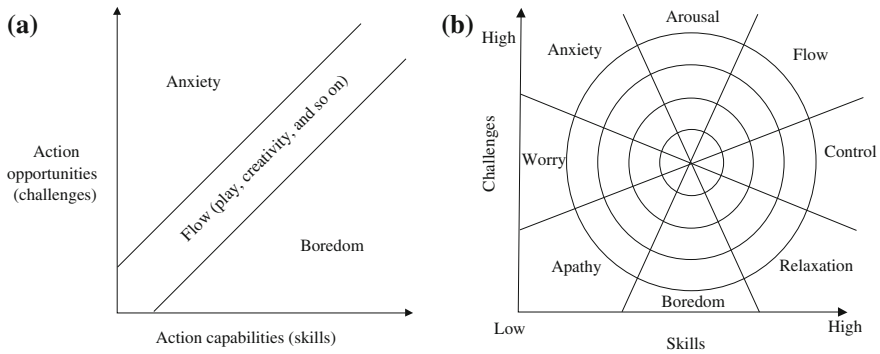 (a)
Action
opportunities
(challenges)
Anxiety
Flow (play, creativity, and so on)
Boredom
Action capabilities (skills)
(b)
High
Challenges
Low
Skills
High
Arousal
Anxiety
Flow
Worry
Control
Apathy
Relaxation
Boredom